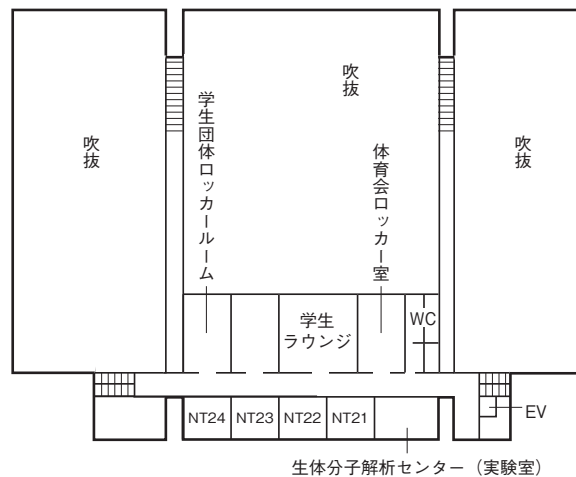 吹抜
吹抜
吹抜
学生団体ロッカールーム
体育会ロッカー室
学生
ラウンジ
WC
NT24
NT23
NT22
NT21
EV
生体分子解析センター（実験室）